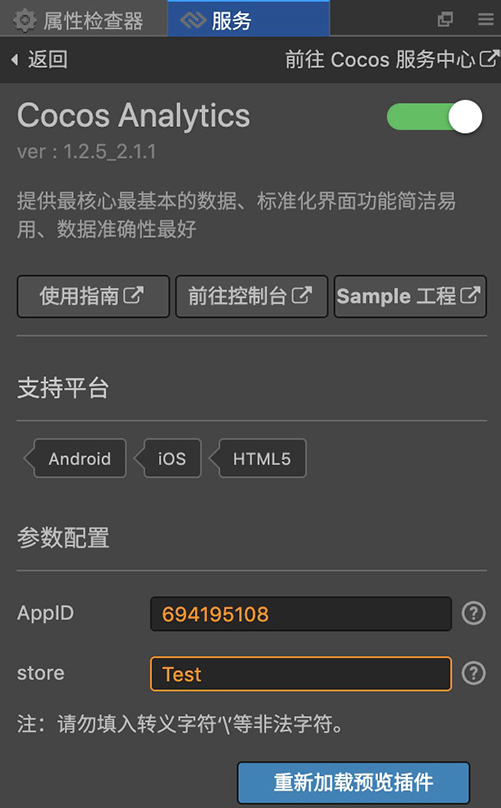 属性检查器 服务
返回 前往 Cocos 服务中心
Cocos Analytics
ver : 1.2.5_2.1.1
提供最核心最基本的数据、标准化界面功能简洁易
用、数据准确性最好
使用指南 前往控制台 Sample 工程
支持平台
Android iOS HTML5
参数配置
AppID 694195108 ?
store Test ?
注：请勿填入转义字符'\'等非法字符。
重新加载预览插件